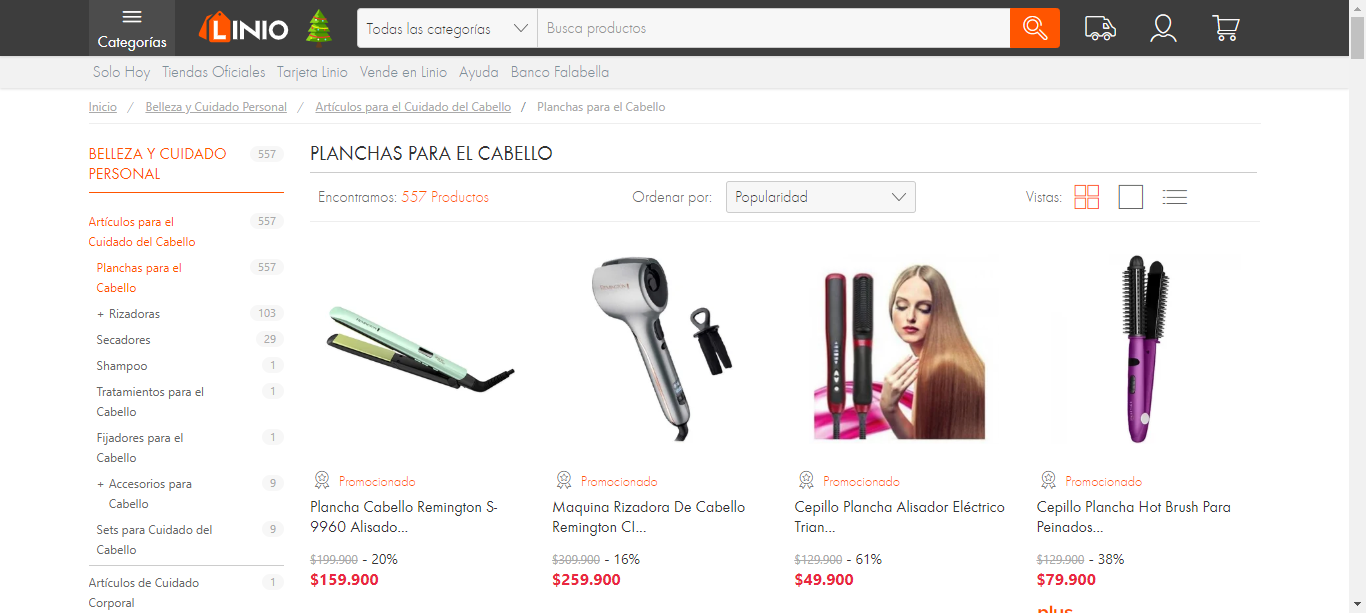 Categorías
LINIO
Todas las categorías
Busca productos
Solo Hoy Tiendas Oficiales Tarjeta Linio Vende en Linio Ayuda Banco Falabella
Inicio / Belleza y Cuidado Personal / Artículos para el Cuidado del Cabello / Planchas para el Cabello
BELLEZA Y CUIDADO
PERSONAL
557
Artículos para el
Cuidado del Cabello
557
Planchas para el
Cabello
557
+ Rizadoras 103
Secadores 29
Shampoo 1
Tratamientos para el
Cabello
1
Fijadores para el
Cabello
1
+ Accesorios para
Cabello
9
Sets para Cuidado del
Cabello
9
Artículos de Cuidado
Corporal
1
PLANCHAS PARA EL CABELLO
Encontramos: 557 Productos
Ordenar por: Popularidad
Vistas:
Promocionado
Plancha Cabello Remington S-
9960 Alisado...
$199.900 - 20%
$159.900
Promocionado
Maquina Rizadora De Cabello
Remington CI...
$309.900 - 16%
$259.900
Promocionado
Cepillo Plancha Alisador Eléctrico
Trian...
$129.900 - 61%
$49.900
Promocionado
Cepillo Plancha Hot Brush Para
Peinados...
$129.900 - 38%
$79.900
plus